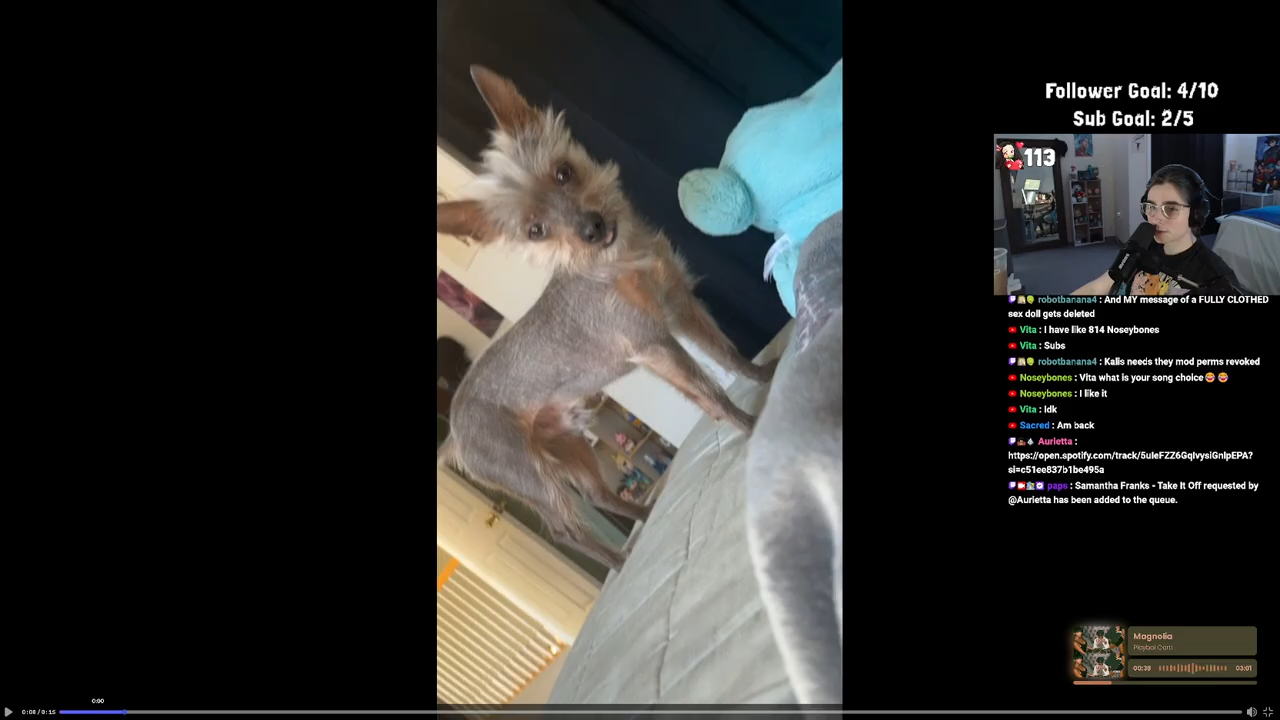 Follower Goal: 4/10
Sub Goal: 2/5
113
robotbanana4 : And MY message of a FULLY CLOTHED
sex doll gets deleted
Vita : I have like 814 Noseybones
Vita : Subs
robotbanana4 : Kalis needs they mod perms revoked
Noseybones : Vita what is your song choice😂 😂
Noseybones : I like it
Vita : Idk
Sacred : Am back
Aurietta :
https://open.spotify.com/track/5uIeFZZ6GqIvysiGnIpEPA?
si=c51ee837b1be495a
paps : Samantha Franks - Take It Off requested by
@Aurietta has been added to the queue.
Magnolia
Playboi Carti
00:38
03:01
0:00
0:08 / 0:15